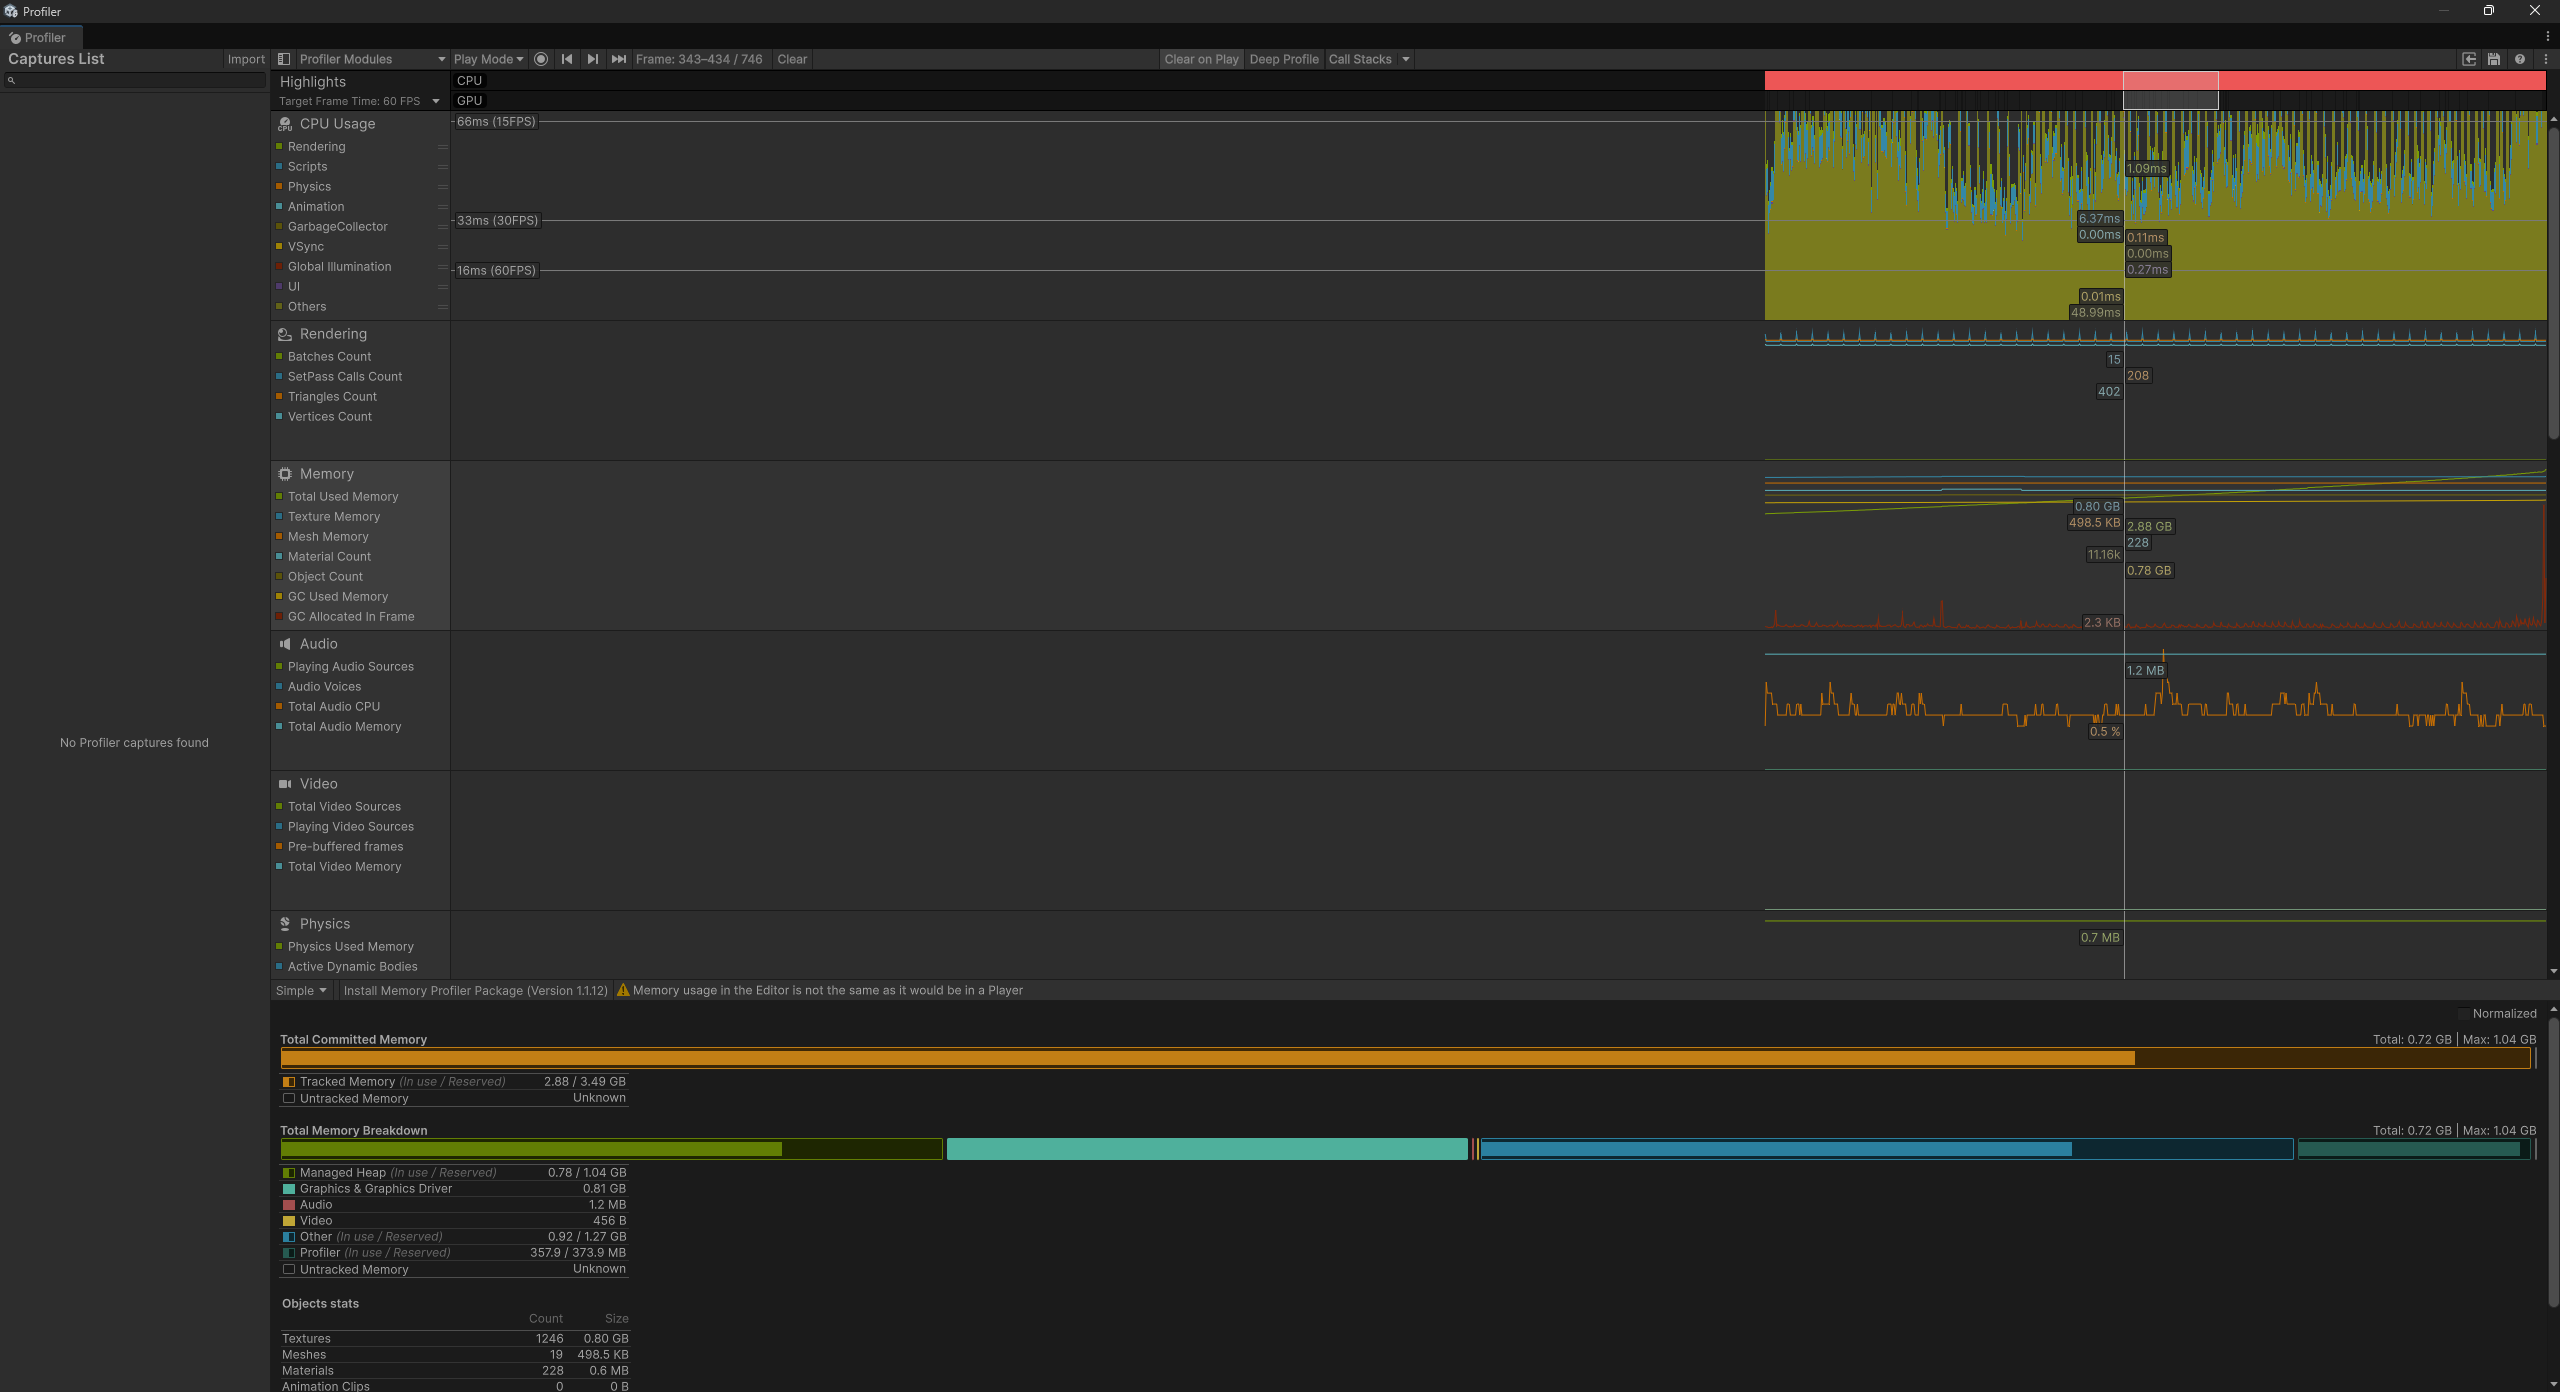 Profiler
Profiler
Captures List
Import
Profiler Modules
Play Mode
Frame: 343–434 / 746
Clear
Clear on Play
Deep Profile
Call Stacks
Highlights
Target Frame Time: 60 FPS
CPU
GPU
CPU Usage
Rendering
Scripts
Physics
Animation
GarbageCollector
VSync
Global Illumination
UI
Others
66ms (15FPS)
33ms (30FPS)
16ms (60FPS)
1.09ms
6.37ms
0.00ms
0.11ms
0.00ms
0.27ms
0.01ms
48.99ms
Rendering
Batches Count
SetPass Calls Count
Triangles Count
Vertices Count
15
208
402
Memory
Total Used Memory
Texture Memory
Mesh Memory
Material Count
Object Count
GC Used Memory
GC Allocated In Frame
0.80 GB
498.5 KB
2.88 GB
228
11.16k
0.78 GB
2.3 KB
Audio
Playing Audio Sources
Audio Voices
Total Audio CPU
Total Audio Memory
1.2 MB
0.5 %
No Profiler captures found
Video
Total Video Sources
Playing Video Sources
Pre-buffered frames
Total Video Memory
Physics
Physics Used Memory
Active Dynamic Bodies
0.7 MB
Simple
Install Memory Profiler Package (Version 1.1.12)
Memory usage in the Editor is not the same as it would be in a Player
Normalized
Total Committed Memory
Total: 0.72 GB | Max: 1.04 GB
Tracked Memory (In use / Reserved) 2.88 / 3.49 GB
Untracked Memory Unknown
Total Memory Breakdown
Total: 0.72 GB | Max: 1.04 GB
Managed Heap (In use / Reserved) 0.78 / 1.04 GB
Graphics & Graphics Driver 0.81 GB
Audio 1.2 MB
Video 456 B
Other (In use / Reserved) 0.92 / 1.27 GB
Profiler (In use / Reserved) 357.9 / 373.9 MB
Untracked Memory Unknown
Objects stats
Count Size
Textures 1246 0.80 GB
Meshes 19 498.5 KB
Materials 228 0.6 MB
Animation Clips 0 0 B